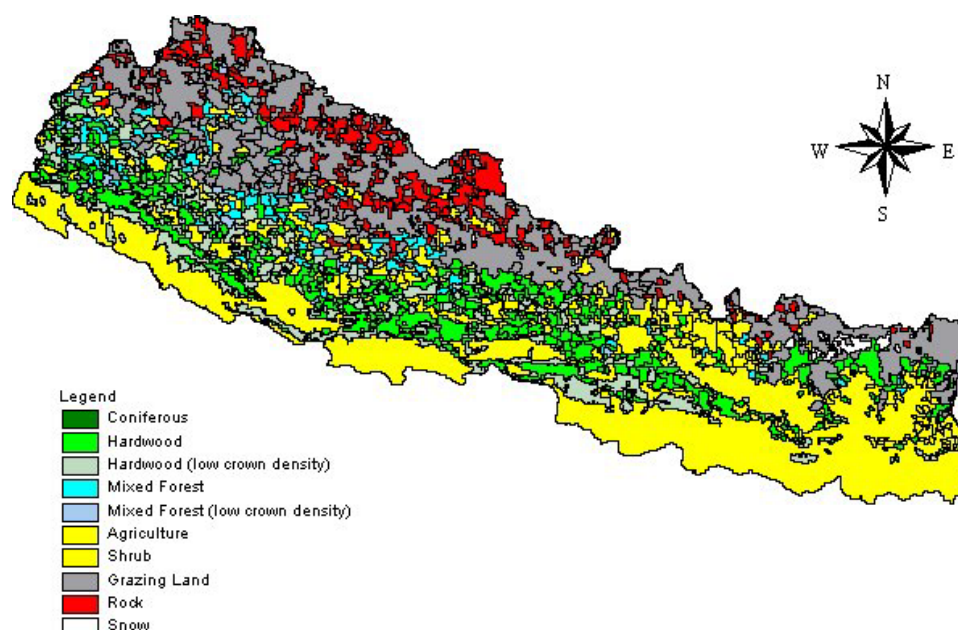 N
W E
S
Legend
Coniferous
Hardwood
Hardwood (low crown density)
Mixed Forest
Mixed Forest (low crown density)
Agriculture
Shrub
Grazing Land
Rock
Snow